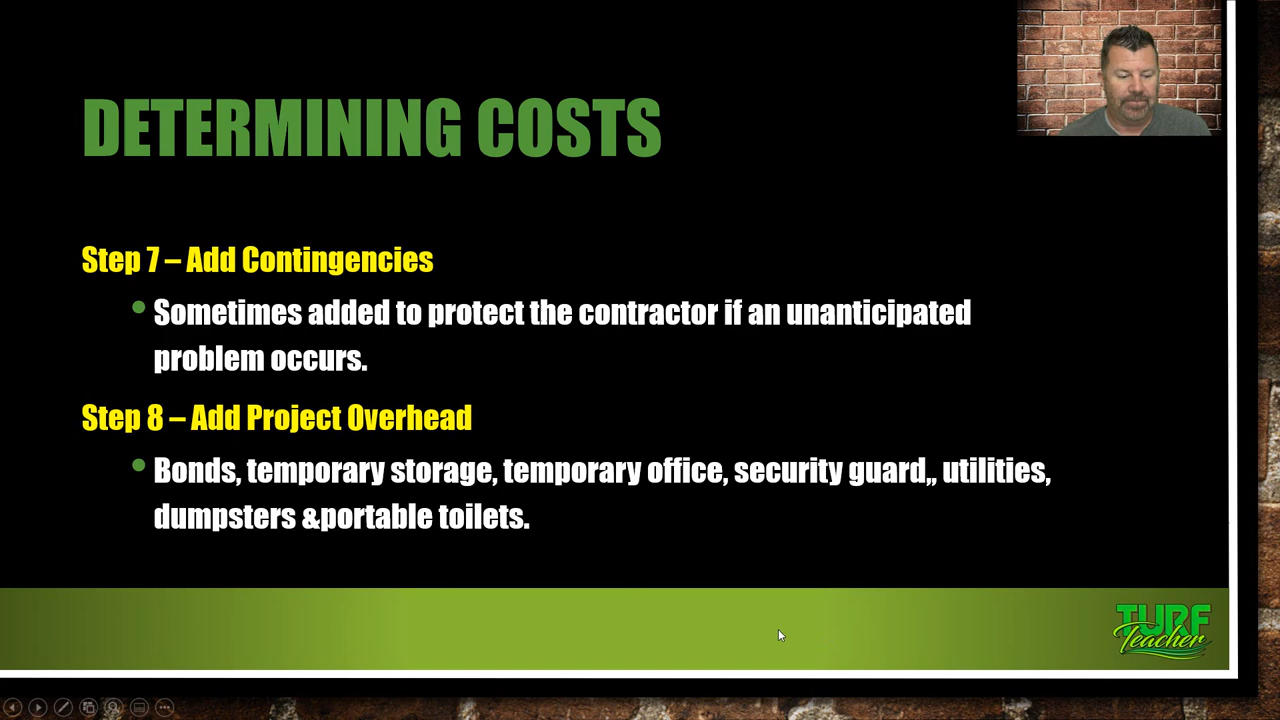 DETERMINING COSTS
Step 7 – Add Contingencies
Sometimes added to protect the contractor if an unanticipated
problem occurs.
Step 8 – Add Project Overhead
Bonds, temporary storage, temporary office, security guard,, utilities,
dumpsters &portable toilets.
TURF
Teacher